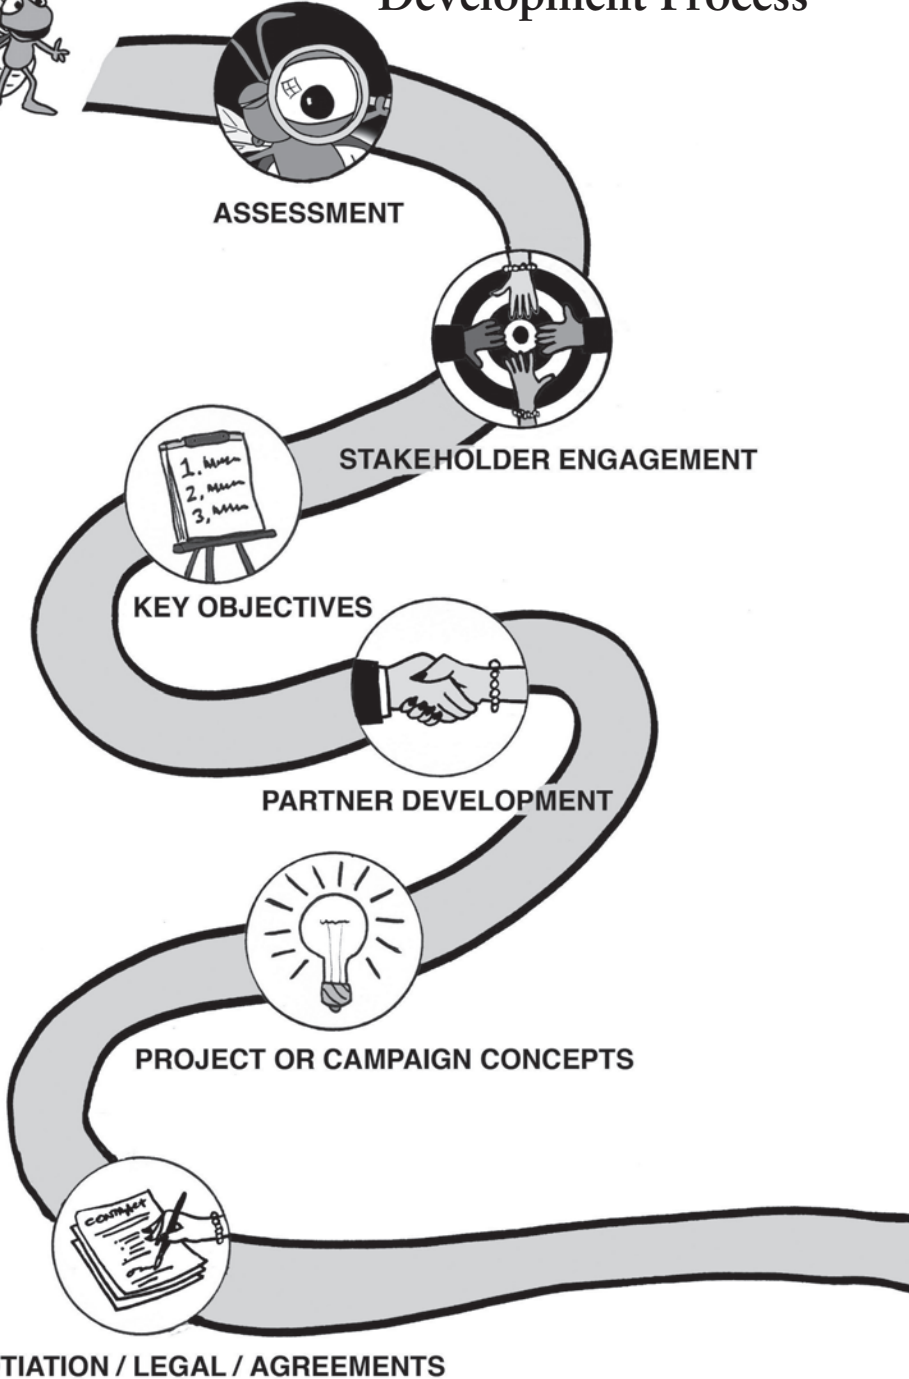 Development Process
ASSESSMENT
STAKEHOLDER ENGAGEMENT
1.
2,
3,
KEY OBJECTIVES
PARTNER DEVELOPMENT
PROJECT OR CAMPAIGN CONCEPTS
CONTRACT
TIATION / LEGAL / AGREEMENTS